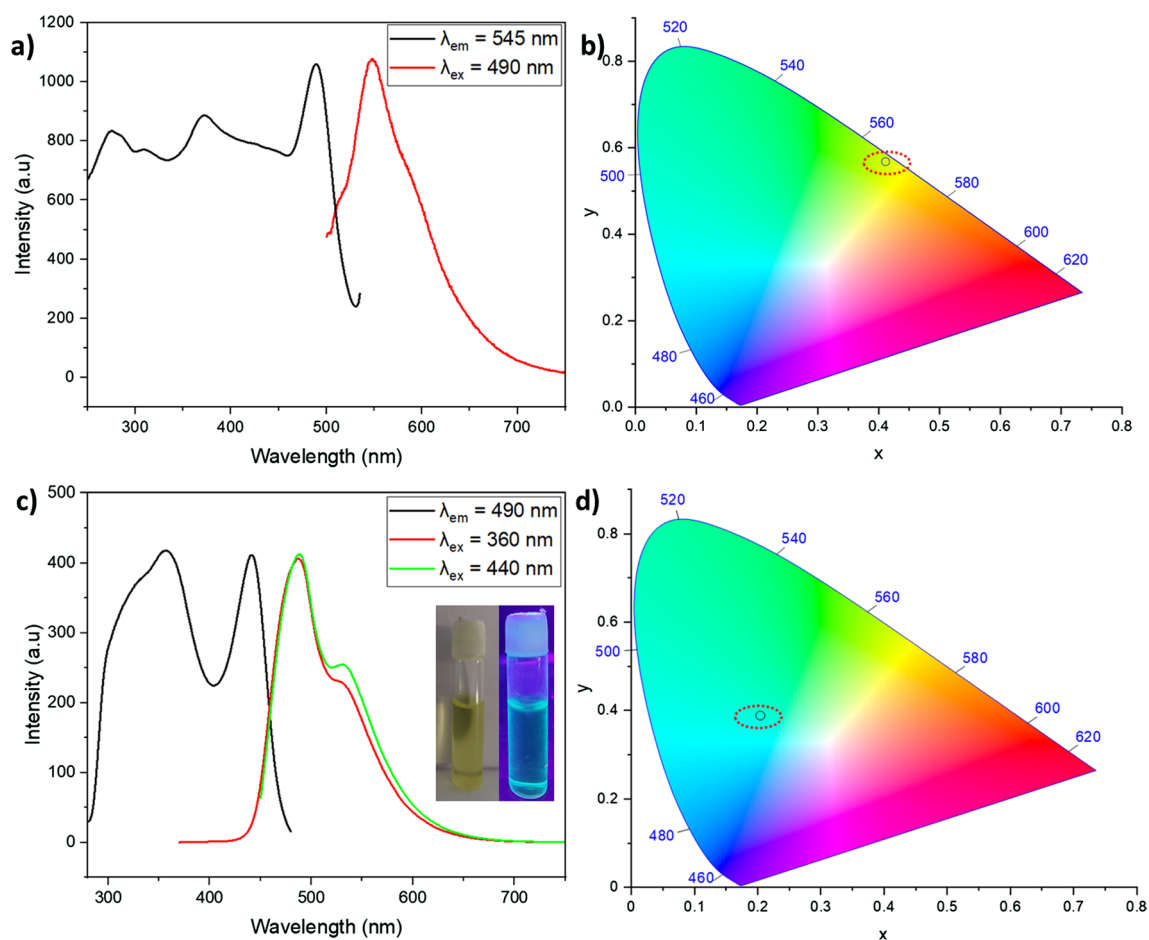 a)
1200
1000
800
600
400
200
0
Intensity (a.u)
300 400 500 600 700
Wavelength (nm)
λem = 545 nm
λex = 490 nm
b)
0.8
0.6
0.4
0.2
0.0
y
0.0 0.1 0.2 0.3 0.4 0.5 0.6 0.7 0.8
x
520
540
560
580
600
620
500
480
460
c)
500
400
300
200
100
0
Intensity (a.u)
300 400 500 600 700
Wavelength (nm)
λem = 490 nm
λex = 360 nm
λex = 440 nm
d)
0.8
0.6
0.4
0.2
0
y
0 0.1 0.2 0.3 0.4 0.5 0.6 0.7 0.8
x
520
540
560
580
600
620
500
480
460